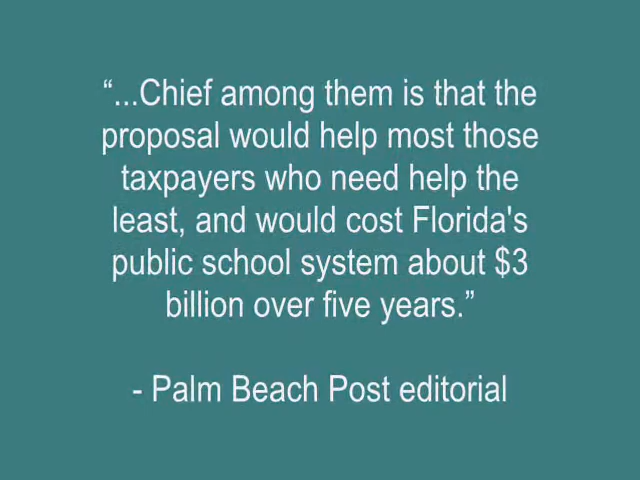 “...Chief among them is that the
proposal would help most those
taxpayers who need help the
least, and would cost Florida's
public school system about $3
billion over five years.”
- Palm Beach Post editorial